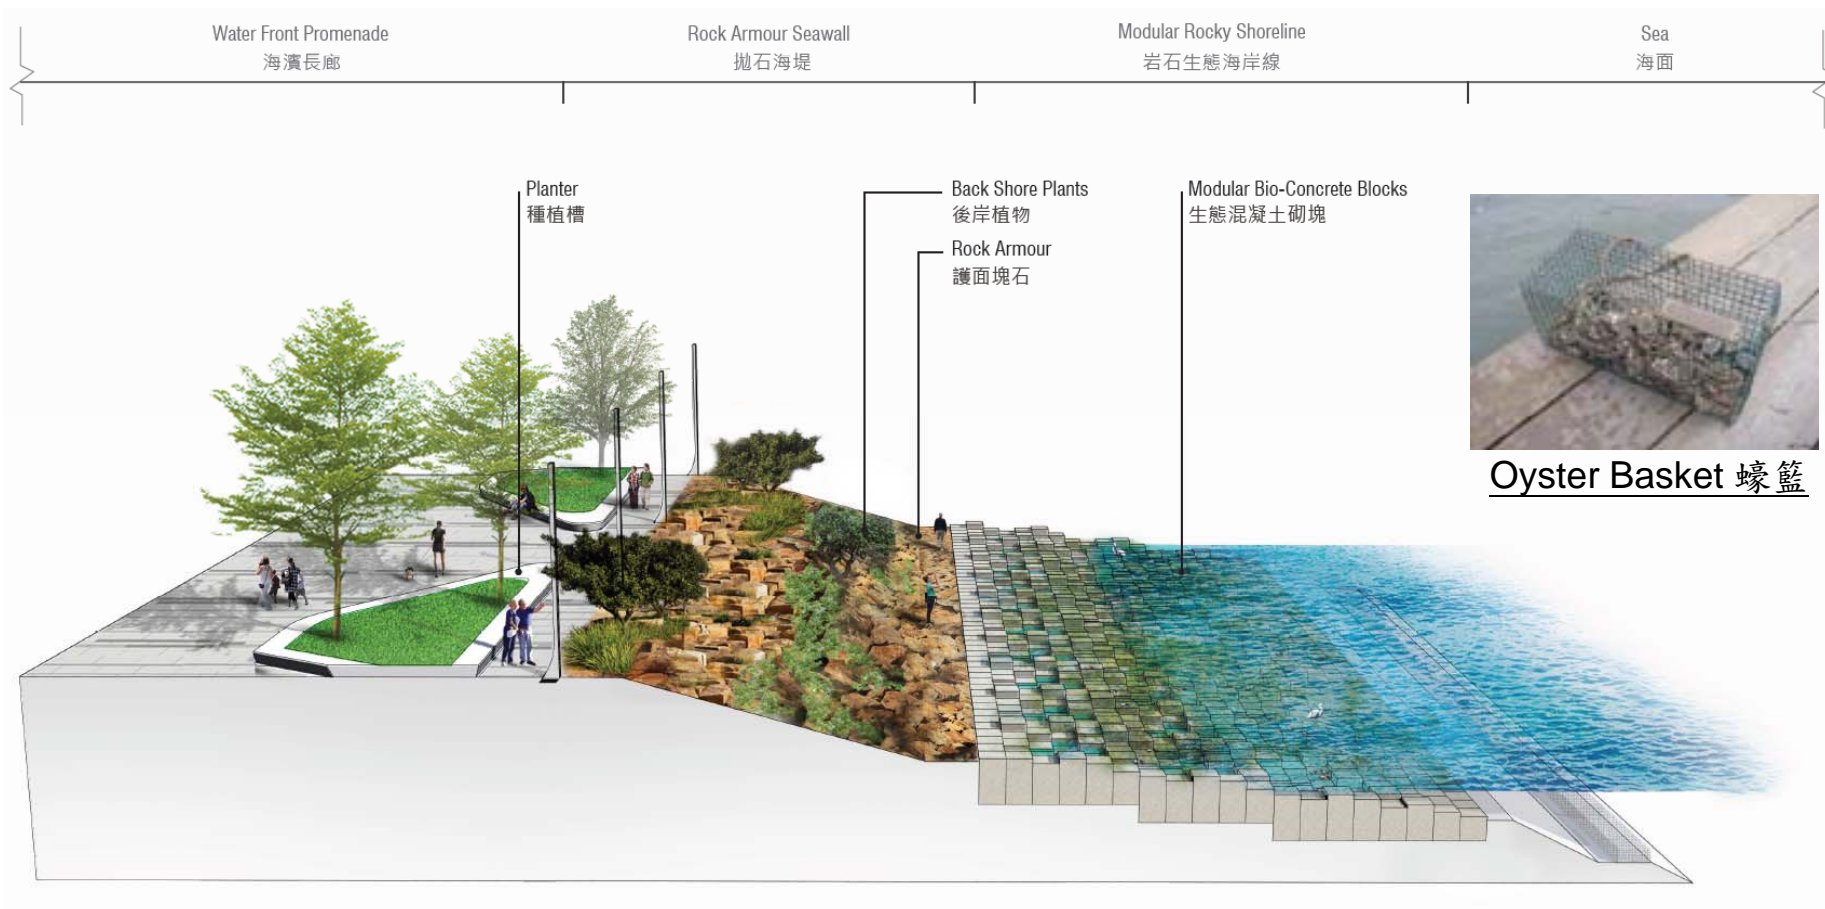 Water Front Promenade
海濱長廊
Rock Armour Seawall
拋石海堤
Modular Rocky Shoreline
岩石生態海岸線
Sea
海面
Planter
種植槽
Back Shore Plants
後岸植物
Rock Armour
護面塊石
Modular Bio-Concrete Blocks
生態混凝土砌塊
Oyster Basket 蠔籃